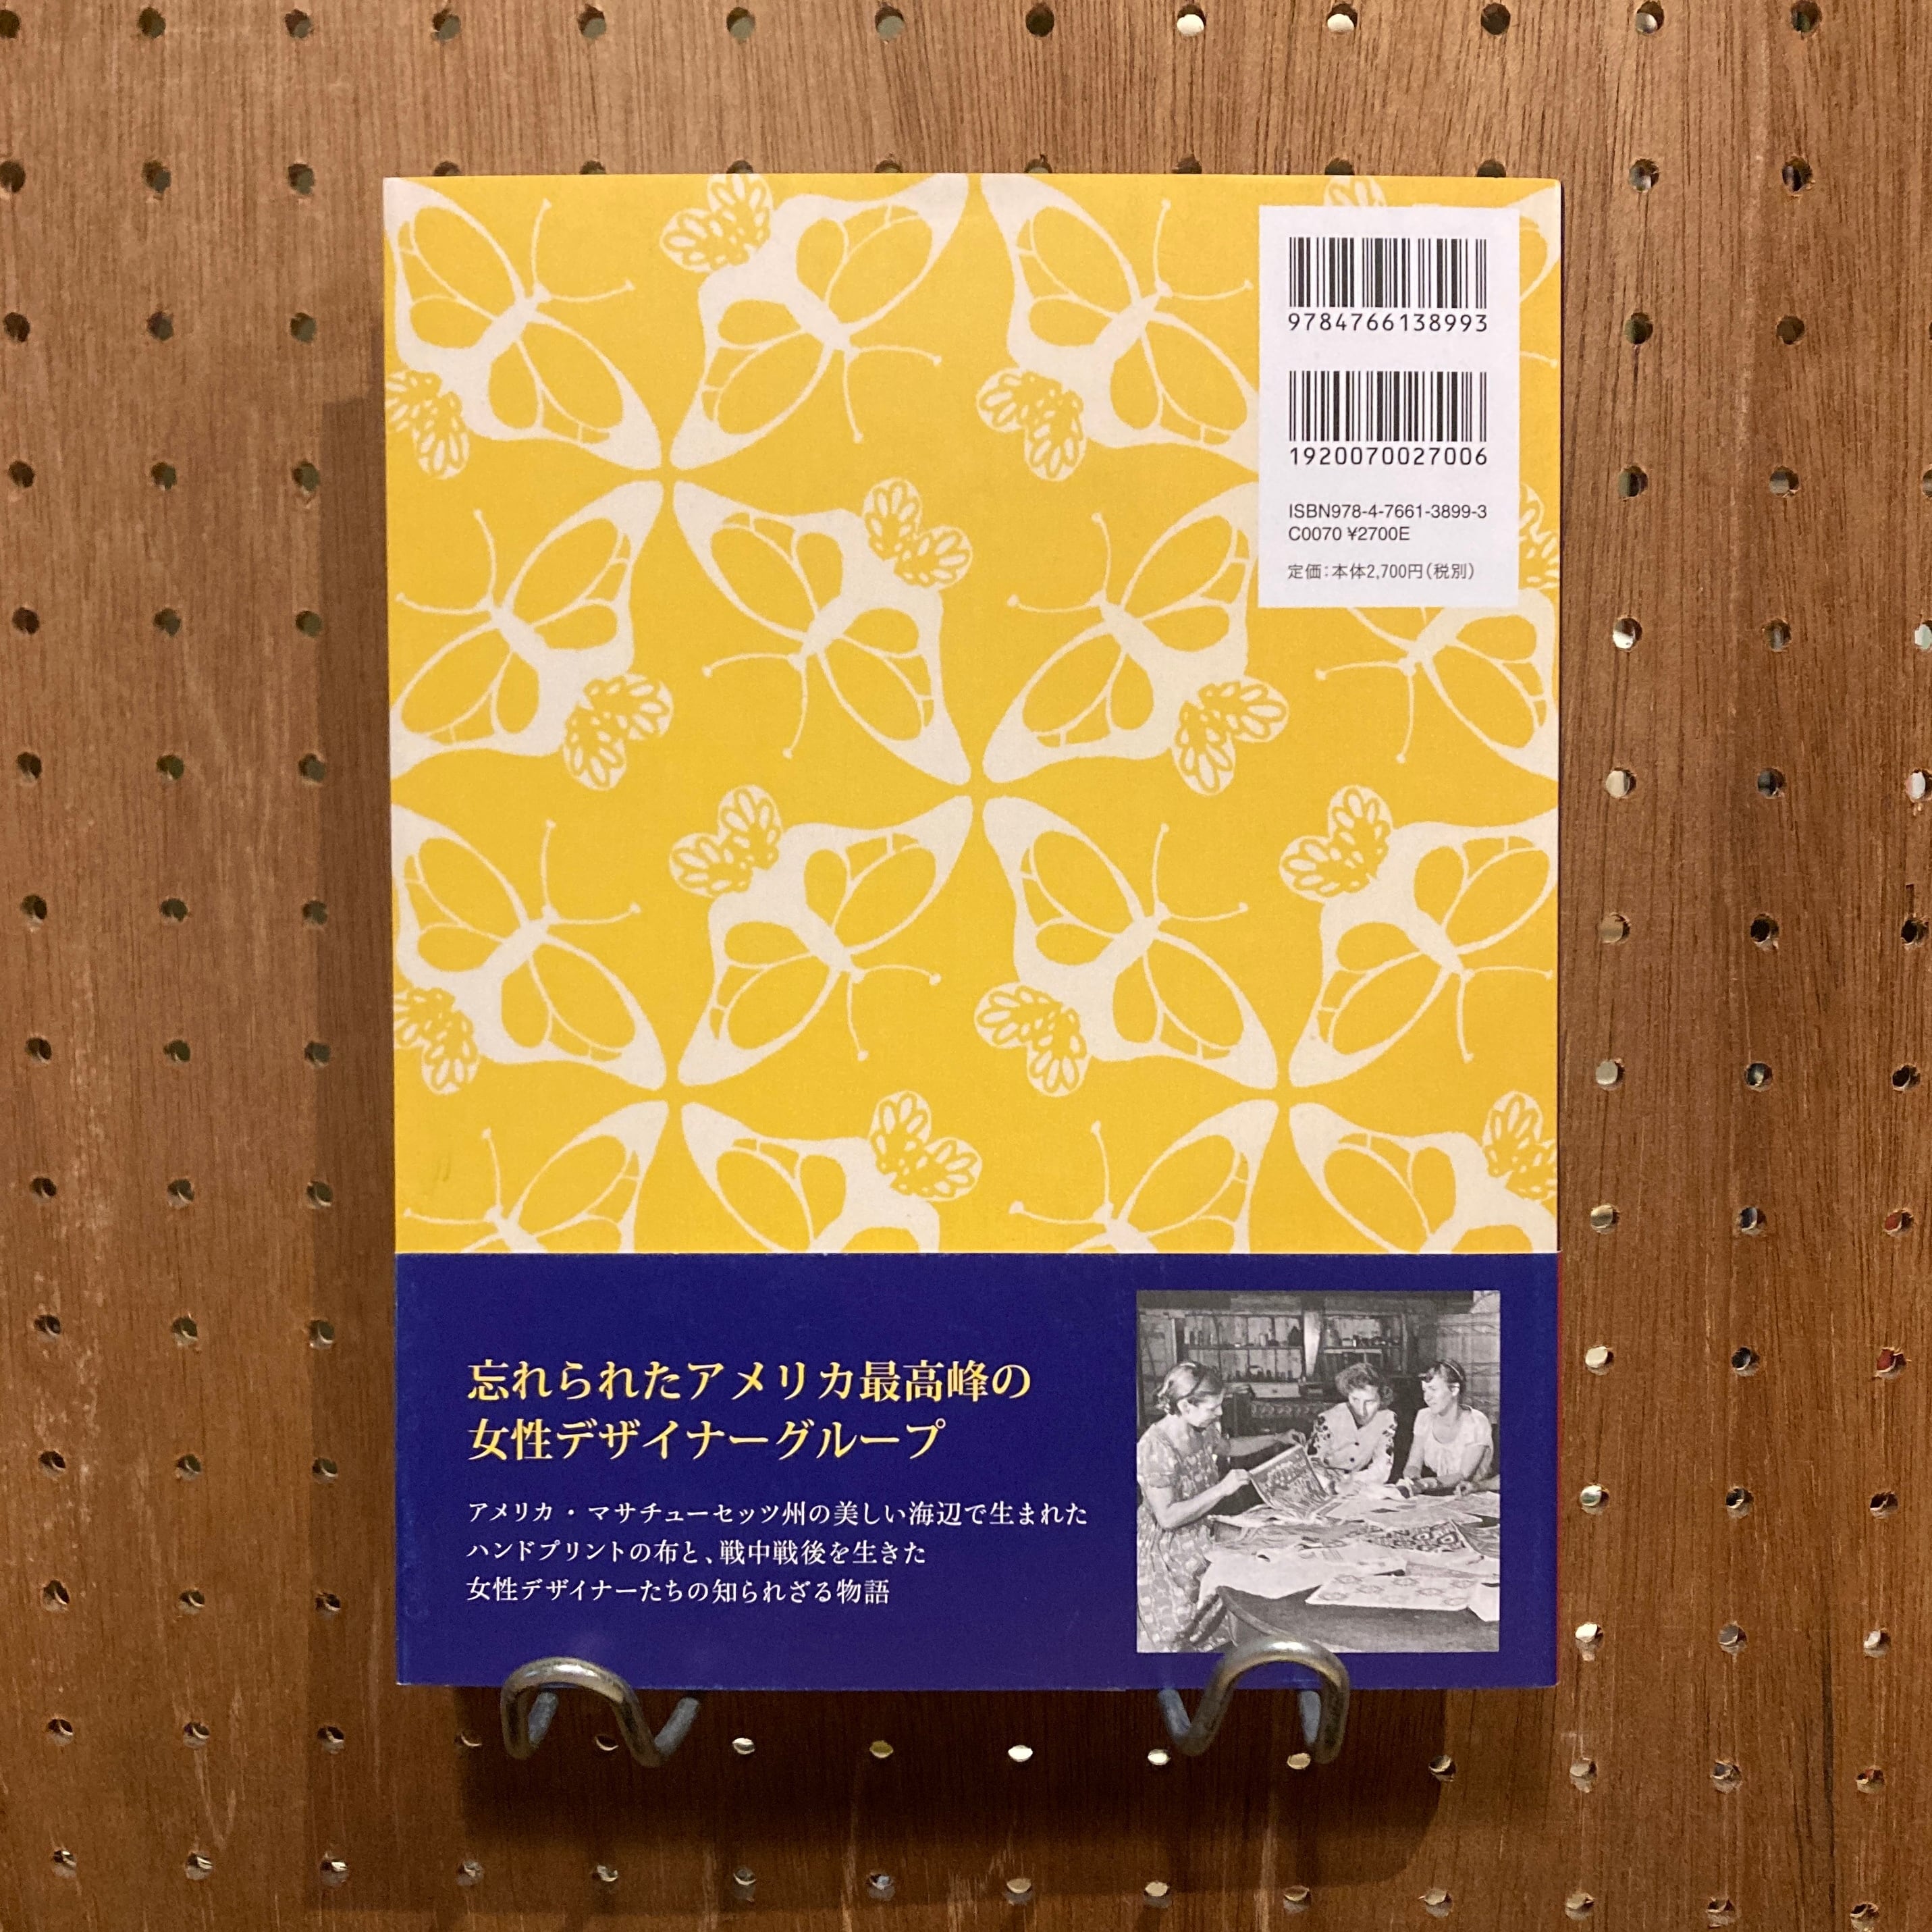 9784766138993
1920070027006
ISBN978-4-7661-3899-3
C0070 ¥2700E
定価:本体2,700円(税別)
忘れられたアメリカ最高峰の
女性デザイナーグループ
アメリカ・マサチューセッツ州の美しい海辺で生まれた
ハンドプリントの布と、戦中戦後を生きた
女性デザイナーたちの知られざる物語